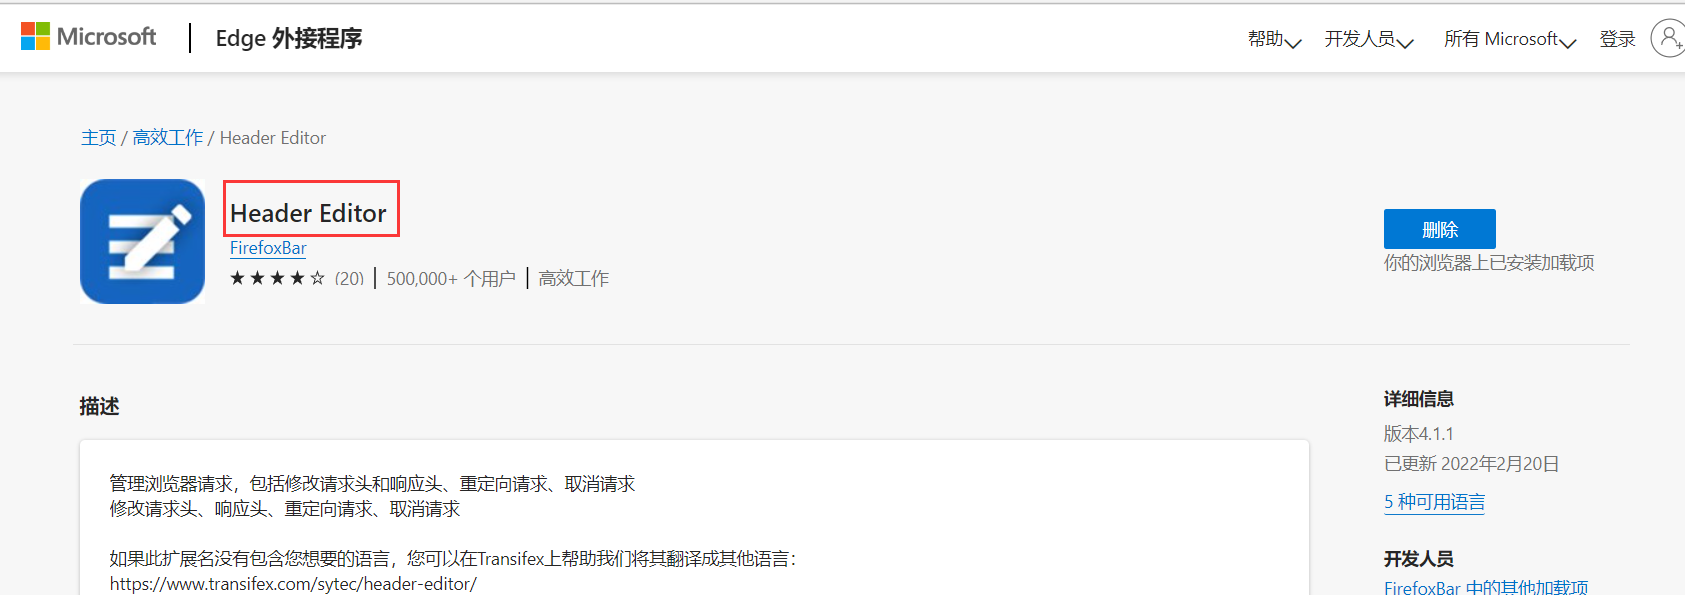 Microsoft Edge 外接程序 帮助 开发人员 所有 Microsoft 登录
主页 / 高效工作 / Header Editor
Header Editor
FirefoxBar
(20) 500,000+ 个用户 高效工作
删除
你的浏览器上已安装加载项
描述
管理浏览器请求，包括修改请求头和响应头、重定向请求、取消请求
修改请求头、响应头、重定向请求、取消请求
如果此扩展名没有包含您想要的语言，您可以在Transifex上帮助我们将其翻译成其他语言：
https://www.transifex.com/sytec/header-editor/
详细信息
版本4.1.1
已更新 2022年2月20日
5 种可用语言
开发人员
FirefoxBar 中的其他加载项